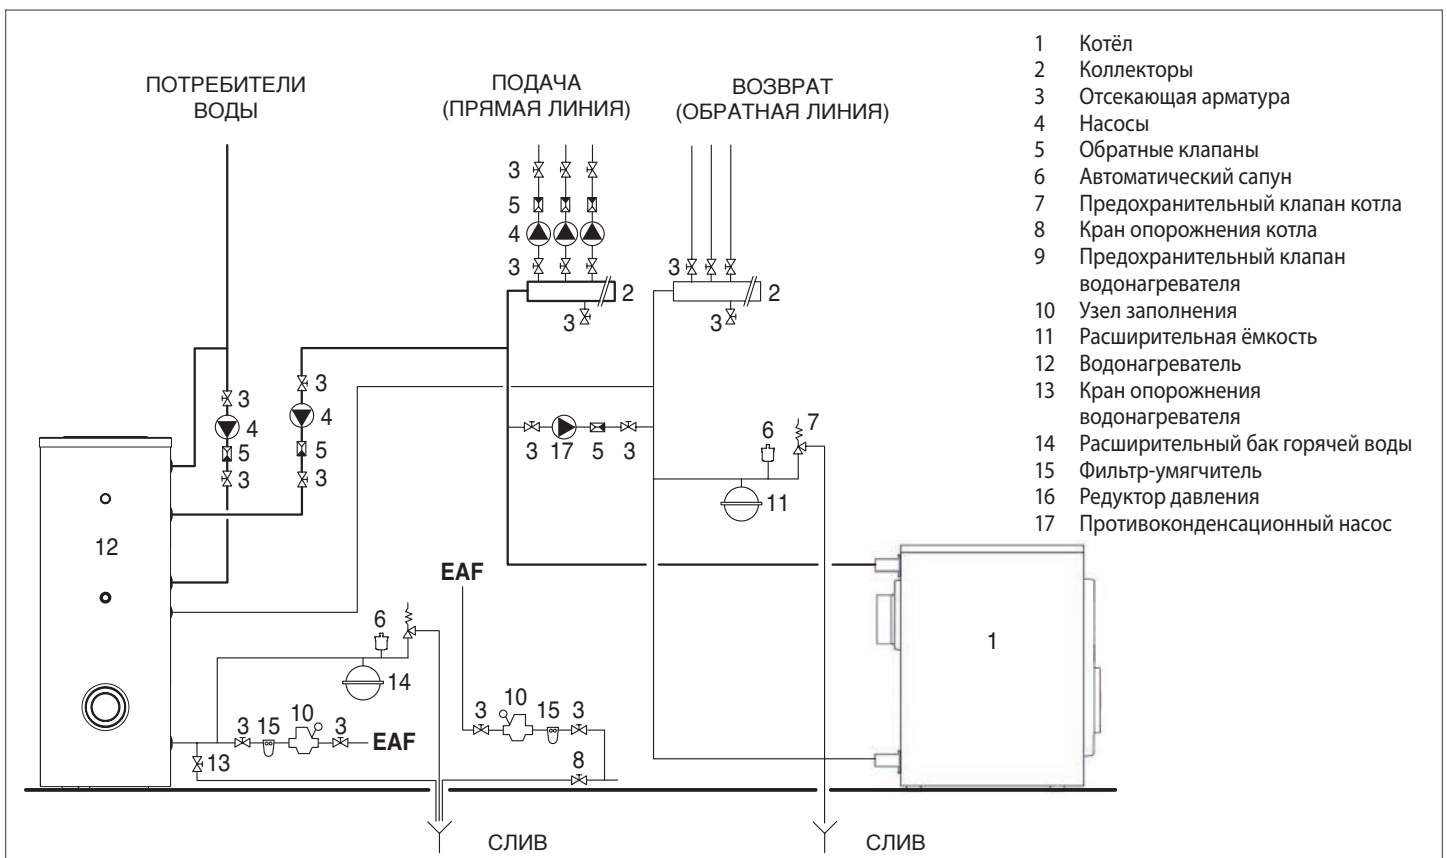 ПОТРЕБИТЕЛИ
ВОДЫ
ПОДАЧА
(ПРЯМАЯ ЛИНИЯ)
ВОЗВРАТ
(ОБРАТНАЯ ЛИНИЯ)
1 Котёл
2 Коллекторы
3 Отсекающая арматура
4 Насосы
5 Обратные клапаны
6 Автоматический сапун
7 Предохранительный клапан котла
8 Кран опорожнения котла
9 Предохранительный клапан
водонагревателя
10 Узел заполнения
11 Расширительная ёмкость
12 Водонагреватель
13 Кран опорожнения
водонагревателя
14 Расширительный бак горячей воды
15 Фильтр-умягчитель
16 Редуктор давления
17 Противоконденсационный насос
3
5
4
3
3
2
2
3
3
3
3
4
4
5
5
3
3
3 17 5 3
6
7
11
12
EAF
6
14
1
3 15 10 3
EAF
3 10 15 3
13
8
СЛИВ
СЛИВ